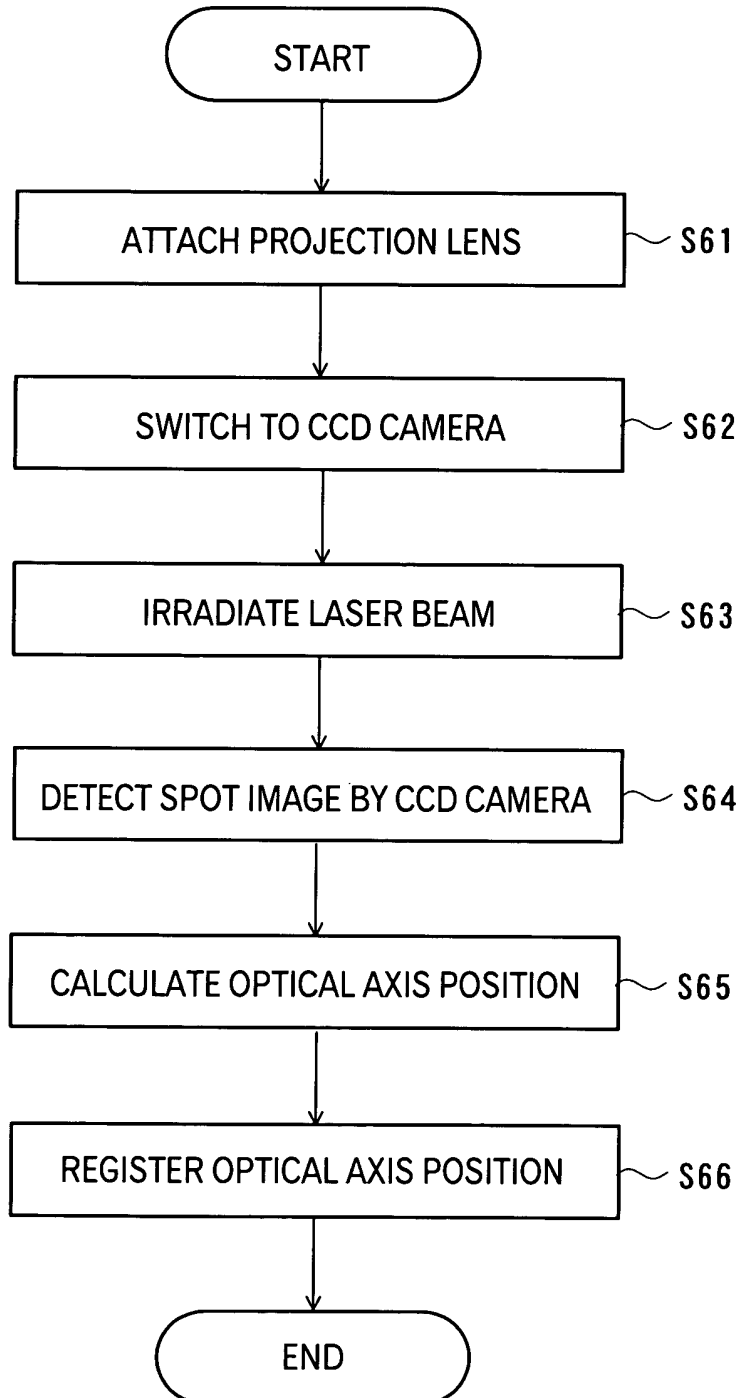 START
ATTACH PROJECTION LENS
S61
SWITCH TO CCD CAMERA
S62
IRRADIATE LASER BEAM
S63
DETECT SPOT IMAGE BY CCD CAMERA
S64
CALCULATE OPTICAL AXIS POSITION
S65
REGISTER OPTICAL AXIS POSITION
S66
END